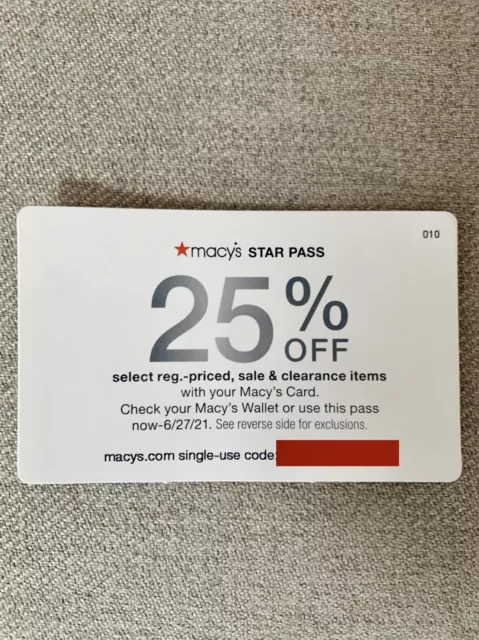 010
macy's STAR PASS
25% OFF
select reg.-priced, sale & clearance items
with your Macy's Card.
Check your Macy's Wallet or use this pass
now-6/27/21. See reverse side for exclusions.
macys.com single-use code: